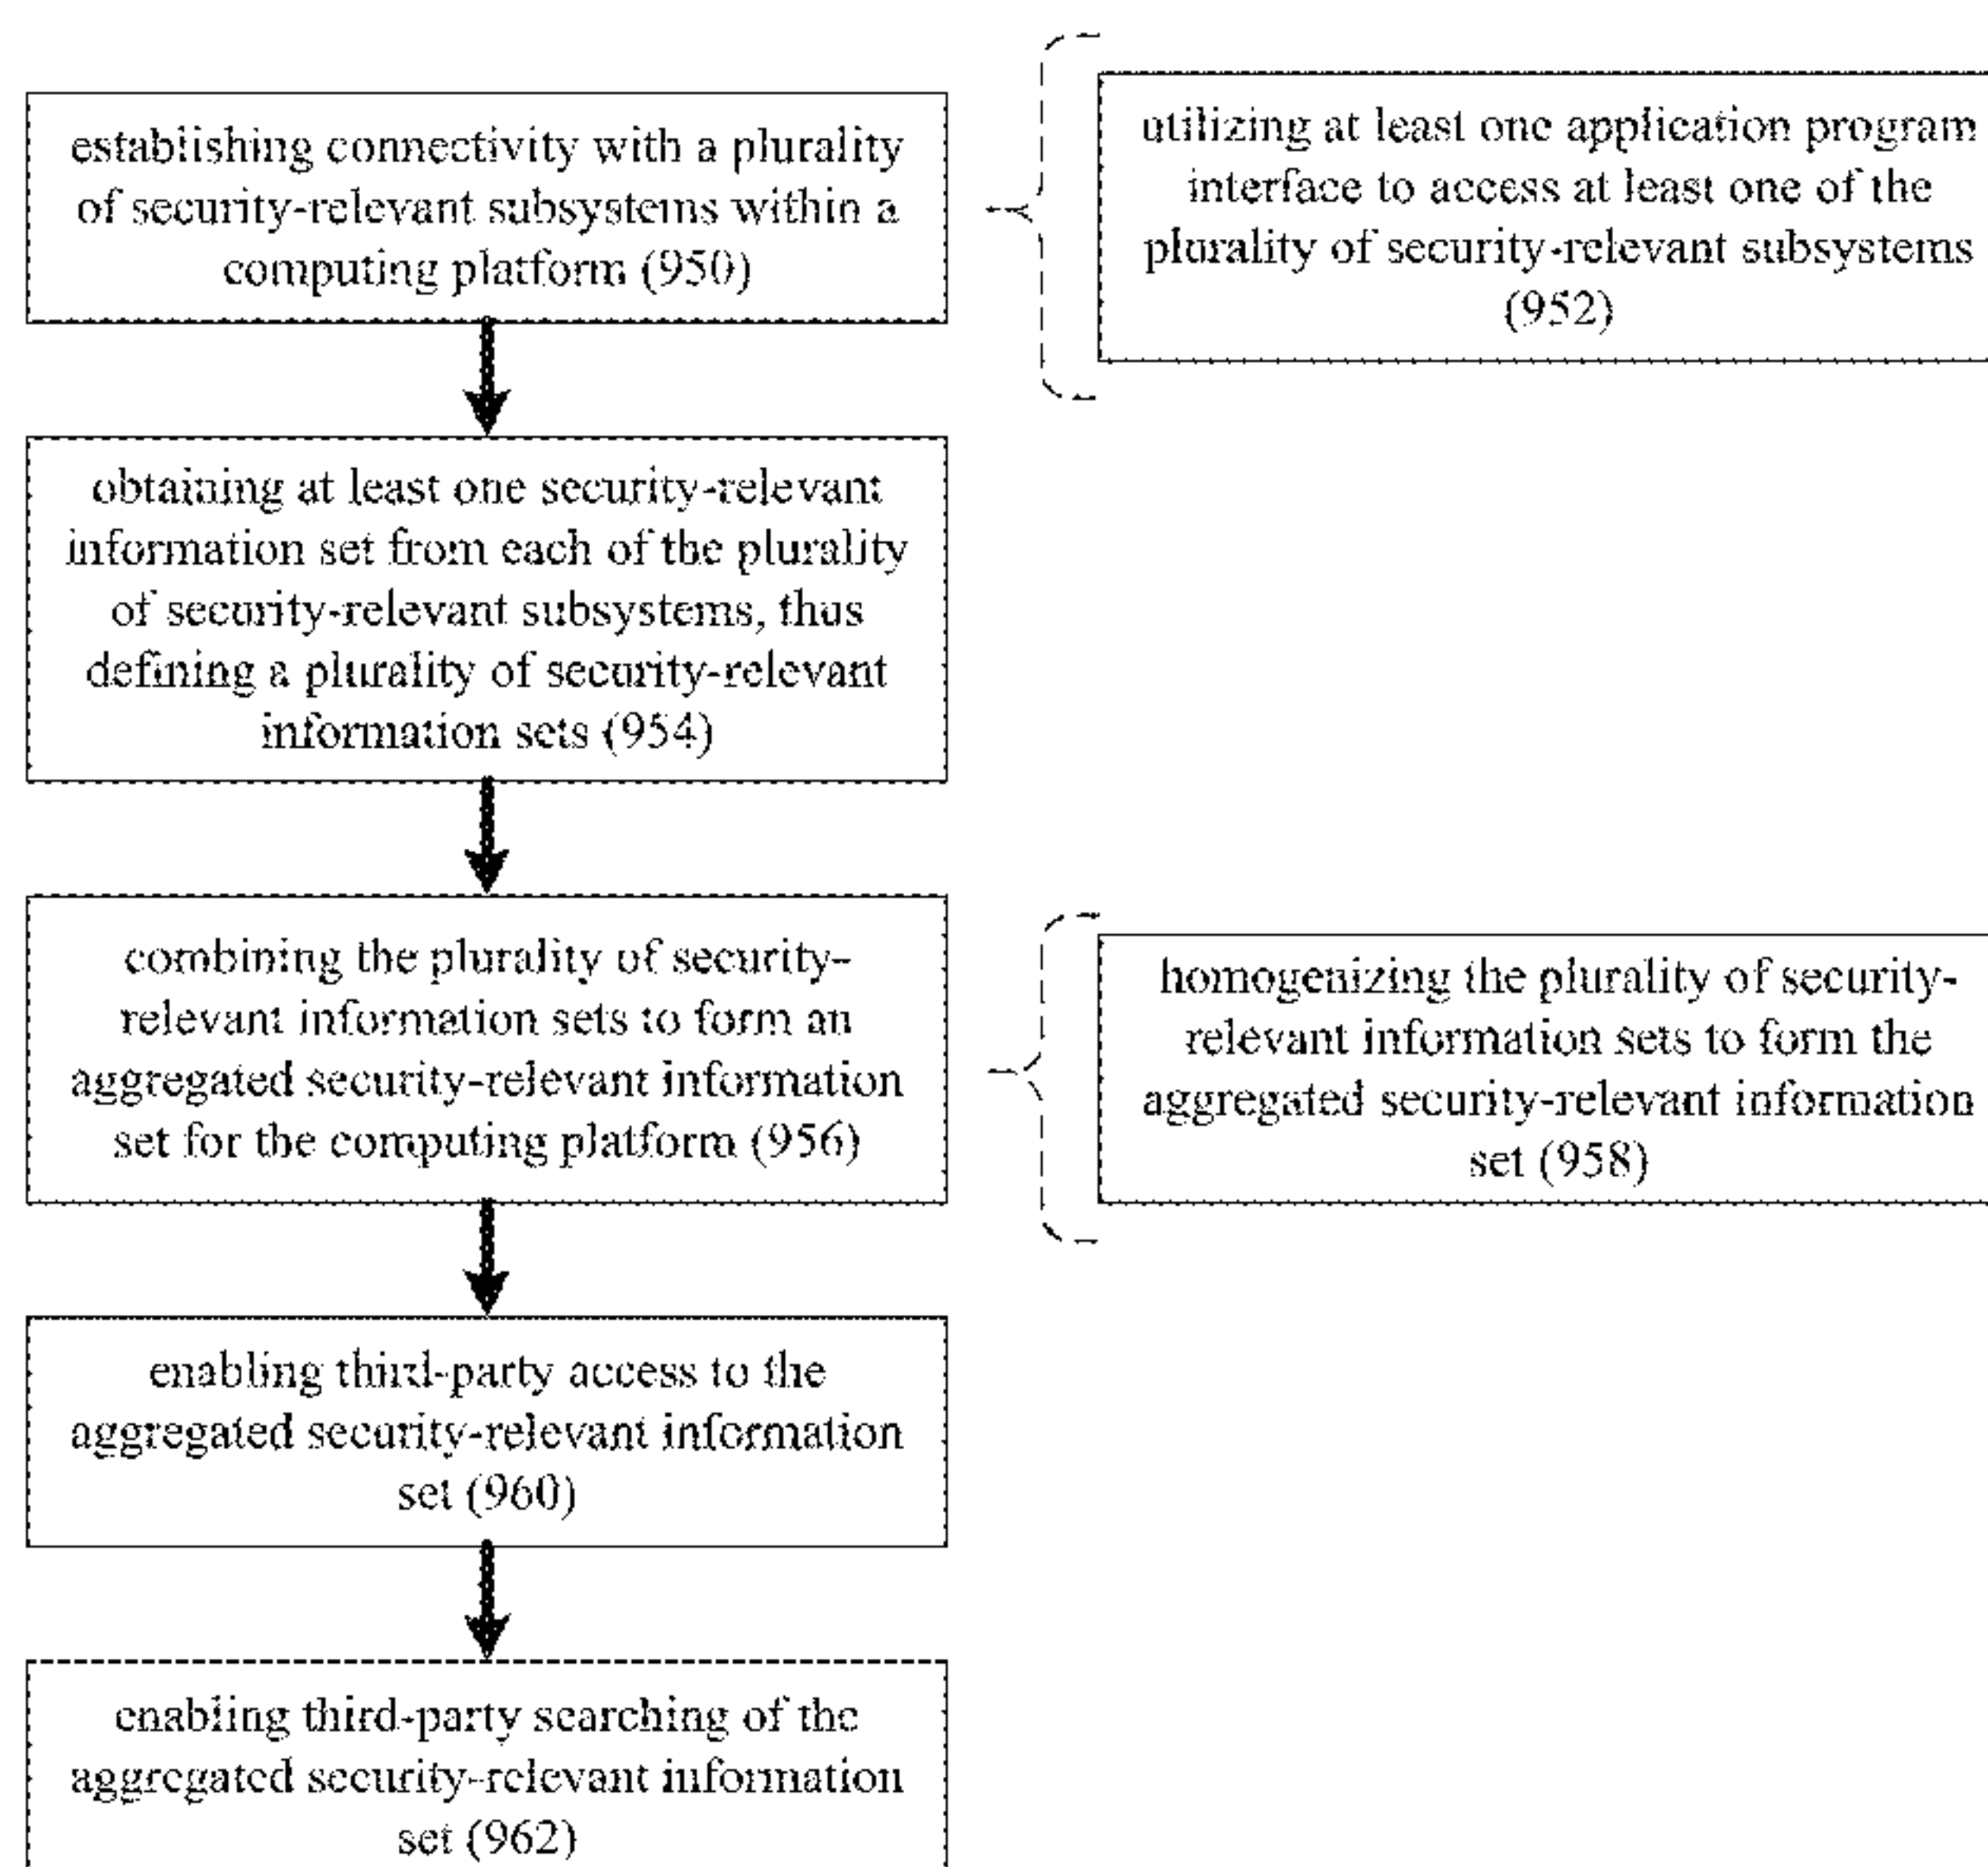 establishing connectivity with a plurality
of security-relevant subsystems within a
computing platform (950)
utilizing at least one application program
interface to access at least one of the
plurality of security-relevant subsystems
(952)
obtaining at least one security-relevant
information set from each of the plurality
of security-relevant subsystems, thus
defining a plurality of security-relevant
information sets (954)
combining the plurality of security-
relevant information sets to form an
aggregated security-relevant information
set for the computing platform (956)
homogenizing the plurality of security-
relevant information sets to form the
aggregated security-relevant information
set (958)
enabling third-party access to the
aggregated security-relevant information
set (960)
enabling third-party searching of the
aggregated security-relevant information
set (962)